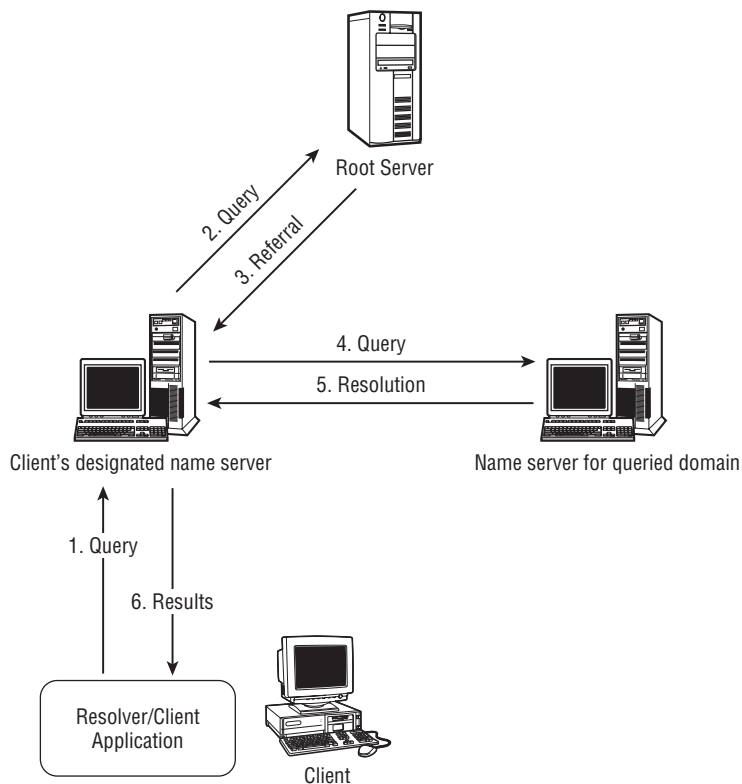 Root Server
2. Query
3. Referral
4. Query
5. Resolution
Client's designated name server
Name server for queried domain
1. Query
6. Results
Resolver/Client
Application
Client